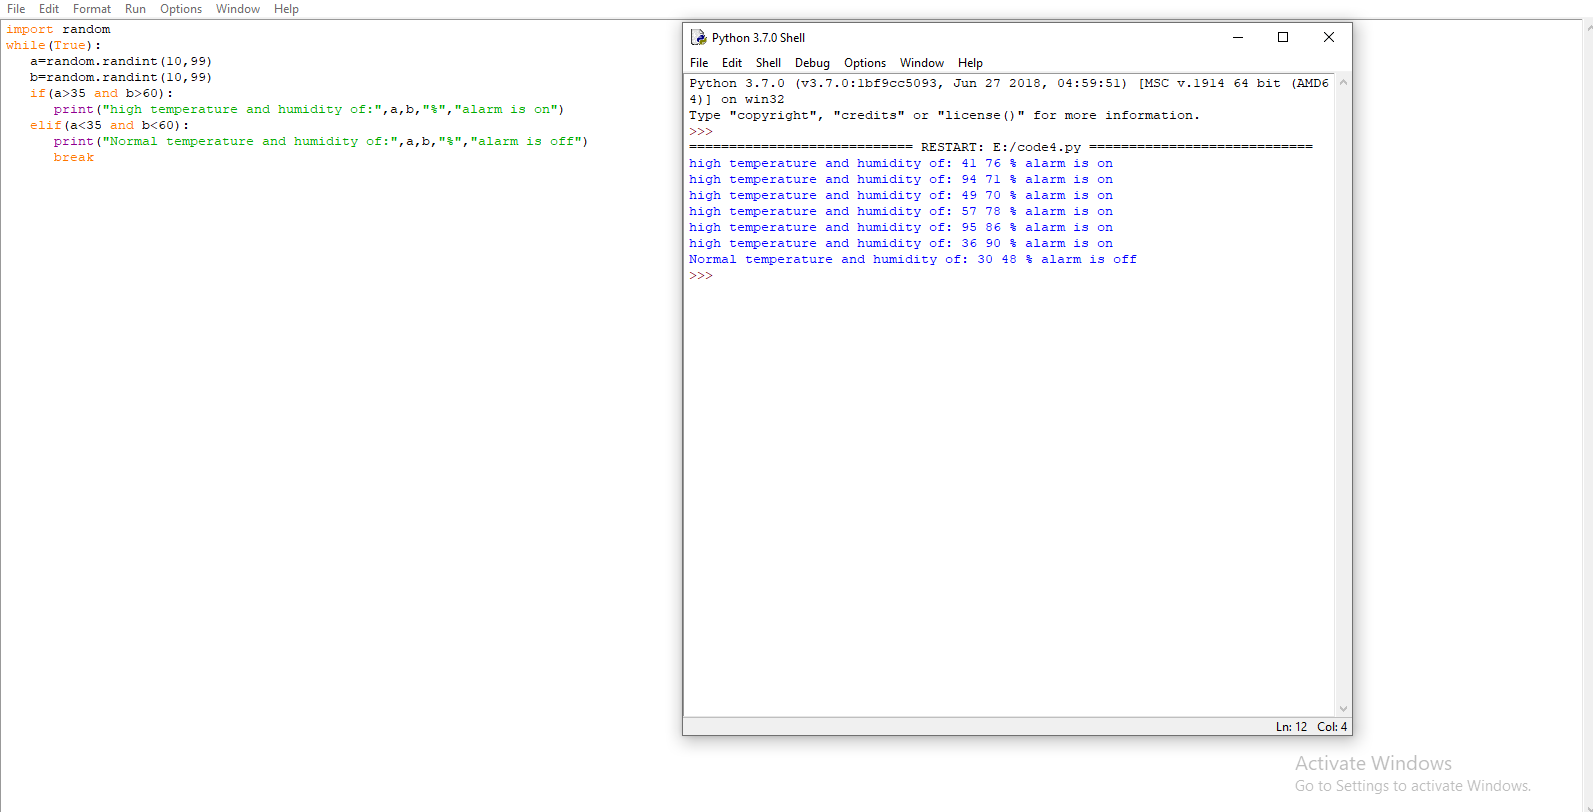 File Edit Format Run Options Window Help
import random
while(True):
   a=random.randint(10,99)
   b=random.randint(10,99)
   if(a>35 and b>60):
      print("high temperature and humidity of:",a,b,"%","alarm is on")
   elif(a<35 and b<60):
      print("Normal temperature and humidity of:",a,b,"%","alarm is off")
      break
Python 3.7.0 Shell
File Edit Shell Debug Options Window Help
Python 3.7.0 (v3.7.0:1bf9cc5093, Jun 27 2018, 04:59:51) [MSC v.1914 64 bit (AMD6
4)] on win32
Type "copyright", "credits" or "license()" for more information.
>>>
============================ RESTART: E:/code4.py ============================
high temperature and humidity of: 41 76 % alarm is on
high temperature and humidity of: 94 71 % alarm is on
high temperature and humidity of: 49 70 % alarm is on
high temperature and humidity of: 57 78 % alarm is on
high temperature and humidity of: 95 86 % alarm is on
high temperature and humidity of: 36 90 % alarm is on
Normal temperature and humidity of: 30 48 % alarm is off
>>>
Ln: 12 Col: 4
Activate Windows
Go to Settings to activate Windows.